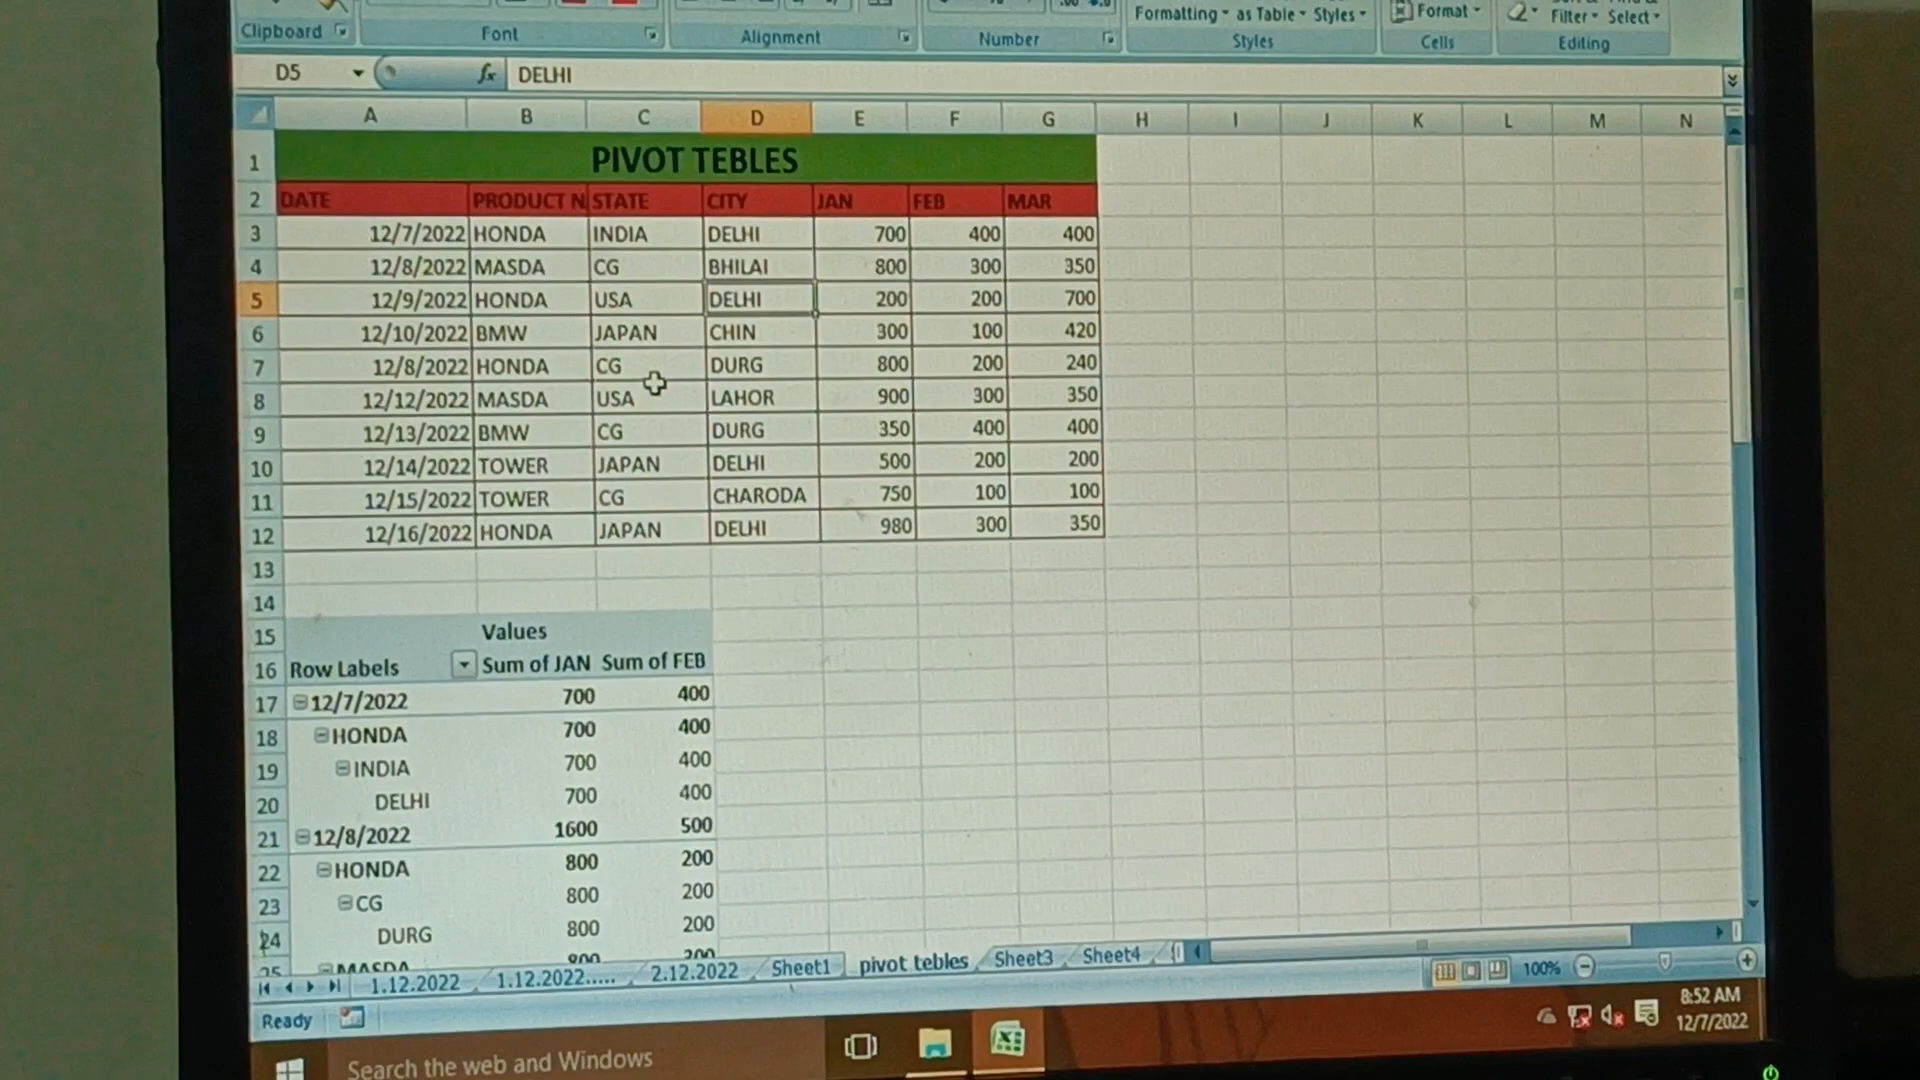 Formatting as Table Styles Format Filter Select
Clipboard Font Alignment Number Styles Cells Editing
D5 fx DELHI
A B C D E F G H I J K L M N
1 PIVOT TEBLES
2 DATE PRODUCT N STATE CITY JAN FEB MAR
3 12/7/2022 HONDA INDIA DELHI 700 400 400
4 12/8/2022 MASDA CG BHILAI 800 300 350
5 12/9/2022 HONDA USA DELHI 200 200 700
6 12/10/2022 BMW JAPAN CHIN 300 100 420
7 12/8/2022 HONDA CG DURG 800 200 240
8 12/12/2022 MASDA USA LAHOR 900 300 350
9 12/13/2022 BMW CG DURG 350 400 400
10 12/14/2022 TOWER JAPAN DELHI 500 200 200
11 12/15/2022 TOWER CG CHARODA 750 100 100
12 12/16/2022 HONDA JAPAN DELHI 980 300 350
13
14
15 Values
16 Row Labels Sum of JAN Sum of FEB
17 12/7/2022 700 400
18 HONDA 700 400
19 INDIA 700 400
20 DELHI 700 400
21 12/8/2022 1600 500
22 HONDA 800 200
23 CG 800 200
24 DURG 800 200
25 MASDA
1.12.2022 1.12.2022..... 2.12.2022 Sheet1 pivot tebles Sheet3 Sheet4
Ready 100%
8:52 AM
12/7/2022
Search the web and Windows